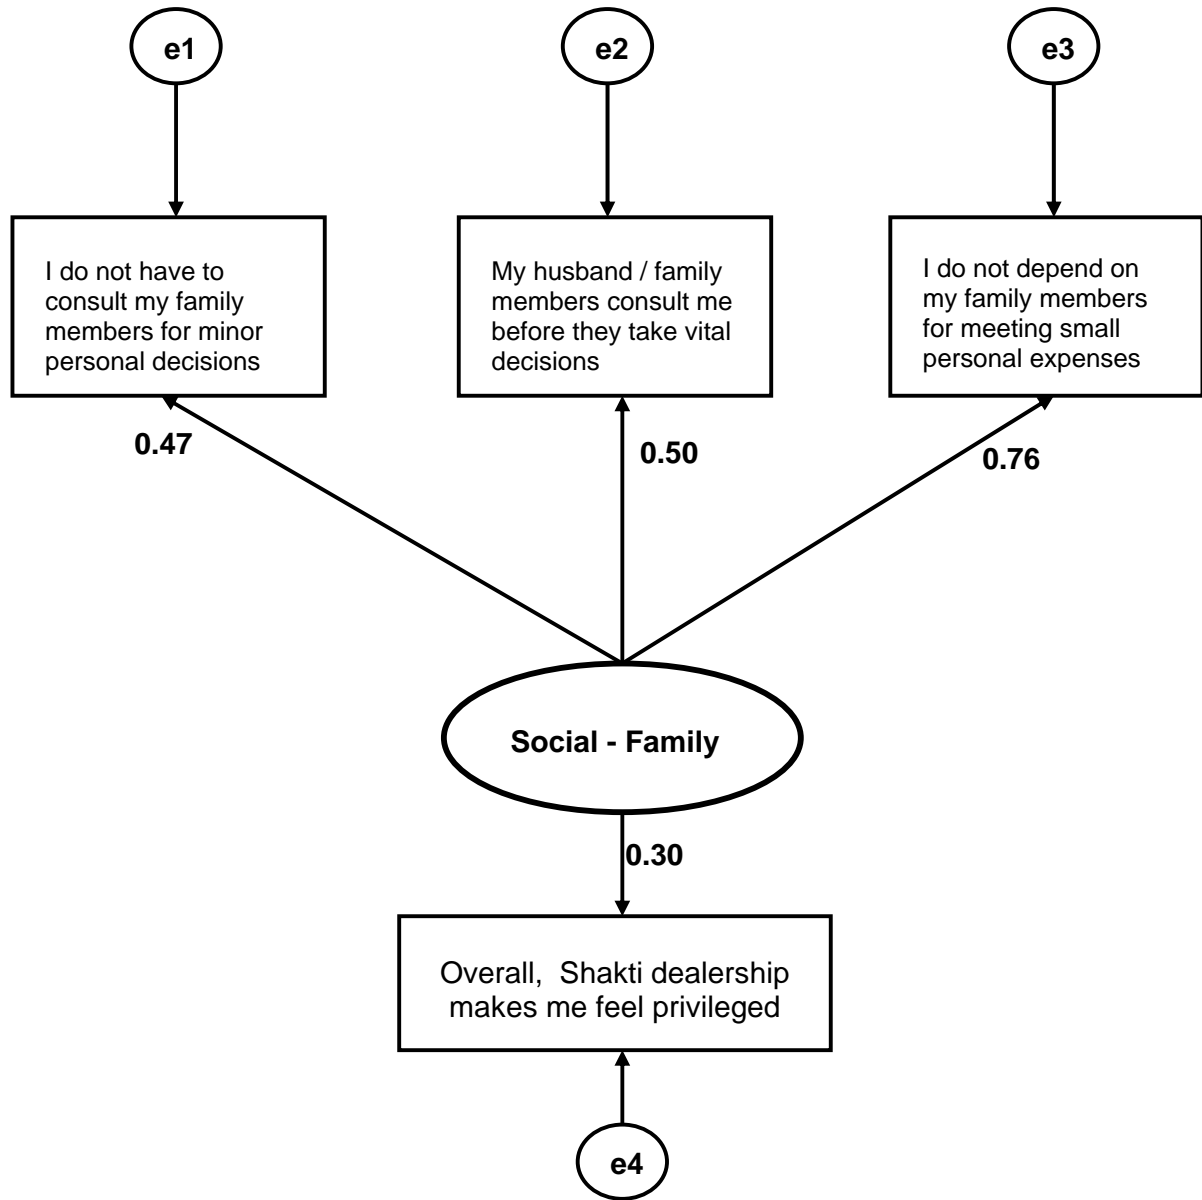 e1
e2
e3
I do not have to
consult my family
members for minor
personal decisions
My husband / family
members consult me
before they take vital
decisions
I do not depend on
my family members
for meeting small
personal expenses
0.47
0.50
0.76
Social - Family
0.30
Overall,  Shakti dealership
makes me feel privileged
e4